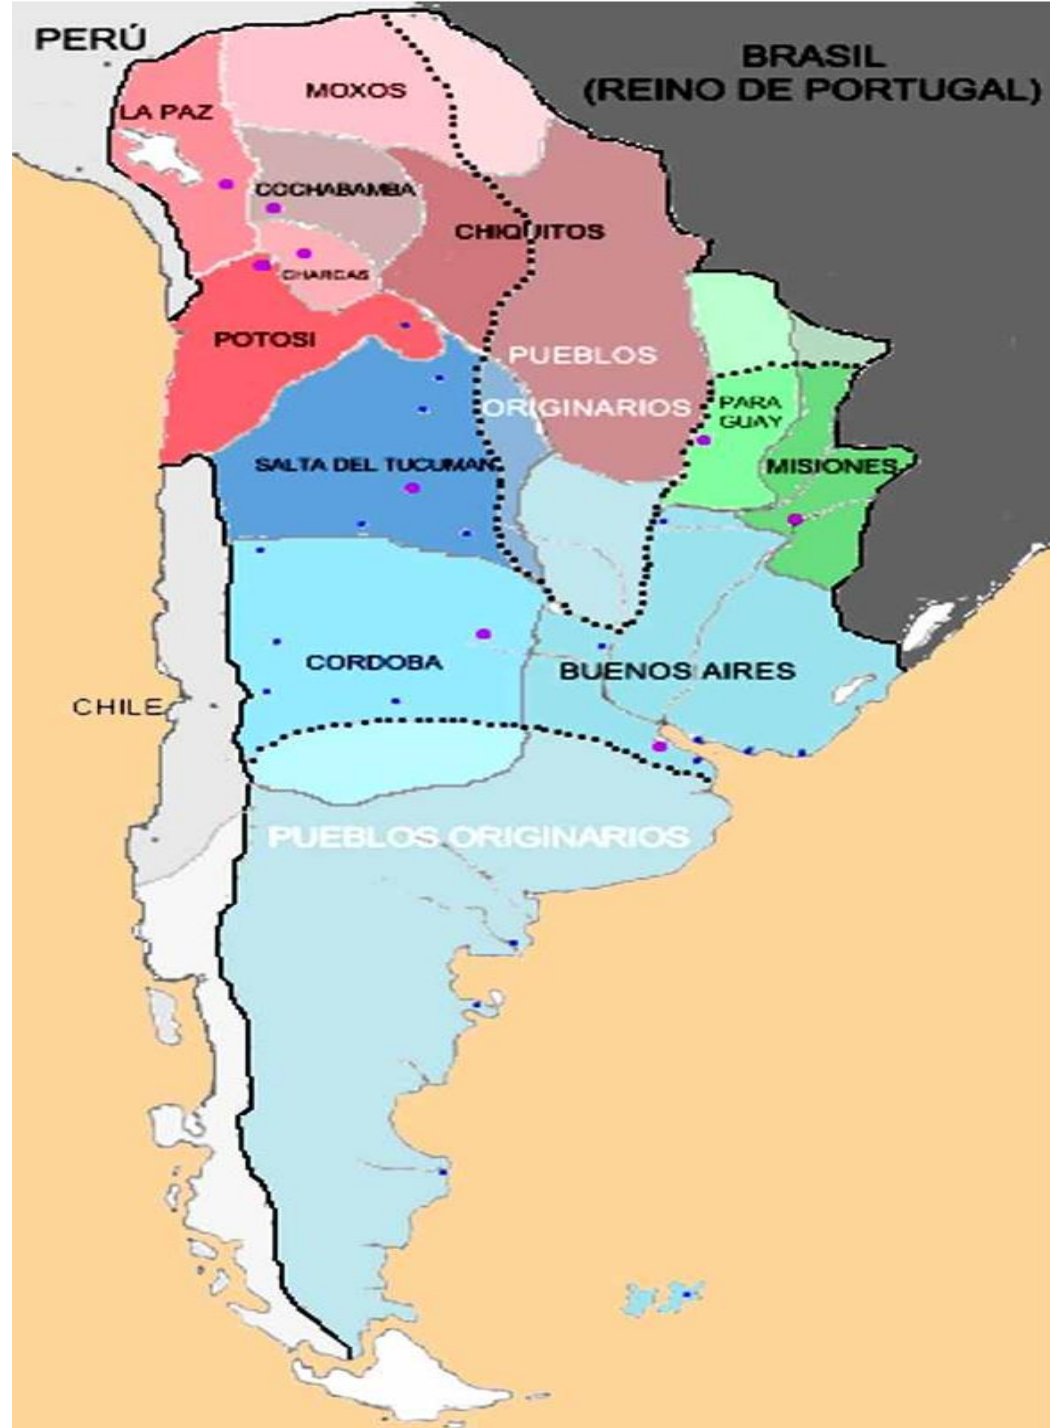 PERÚ
BRASIL
(REINO DE PORTUGAL)
MOXOS
LA PAZ
COCHABAMBA
CHIQUITOS
CHARCAS
POTOSI
PUEBLOS
ORIGINARIOS
PARA
GUAY
SALTA DEL TUCUMAN
MISIONES
CORDOBA
BUENOS AIRES
CHILE
PUEBLOS ORIGINARIOS